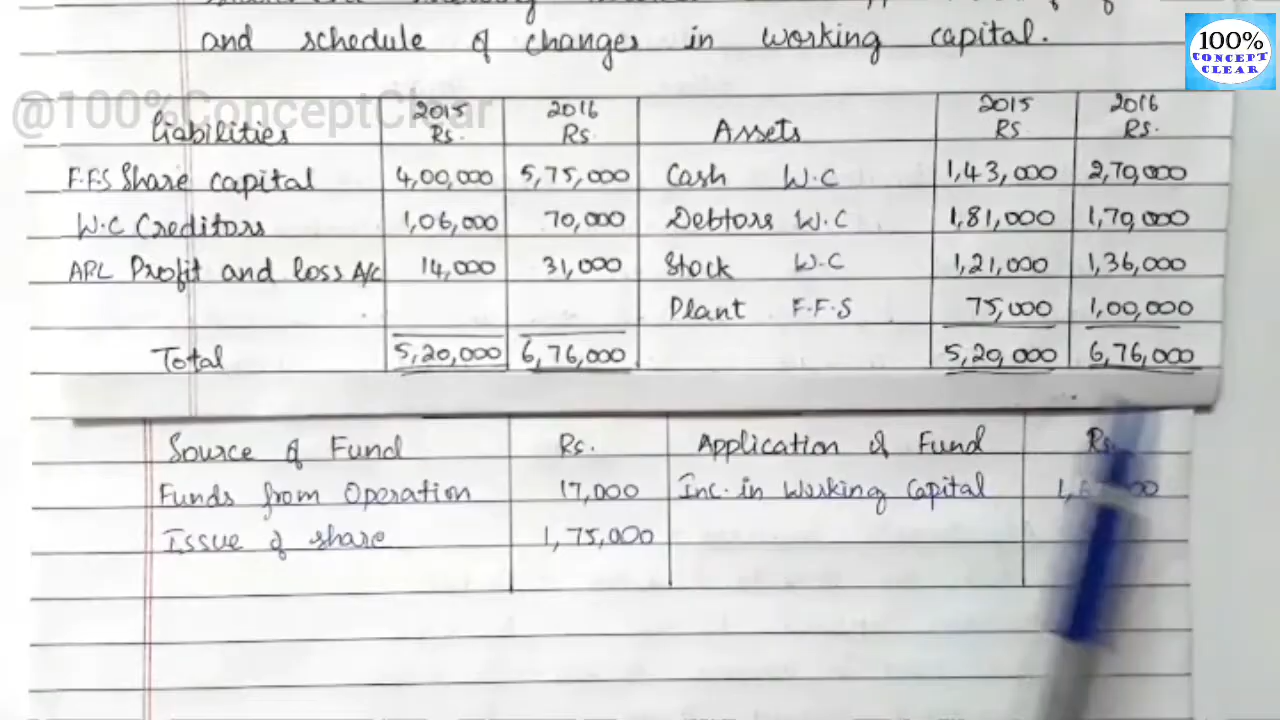 100%
CONCEPT
CLEAR
and schedule of changes in working capital.
@100%ConceptClear
Liabilities 2015 Rs. 2016 Rs. Assets 2015 Rs 2016 Rs.
F.F.S Share capital 4,00,000 5,75,000 Cash W.C 1,43,000 2,70,000
W.C Creditors 1,06,000 70,000 Debtors W.C 1,81,000 1,70,000
APL Profit and loss A/C 14,000 31,000 Stock W.C 1,21,000 1,36,000
Plant F.F.S 75,000 1,00,000
Total 5,20,000 6,76,000 5,20,000 6,76,000
Source of Fund Rs. Application of Fund Rs.
Funds from Operation 17,000 Inc. in Working Capital
Issue of share 1,75,000